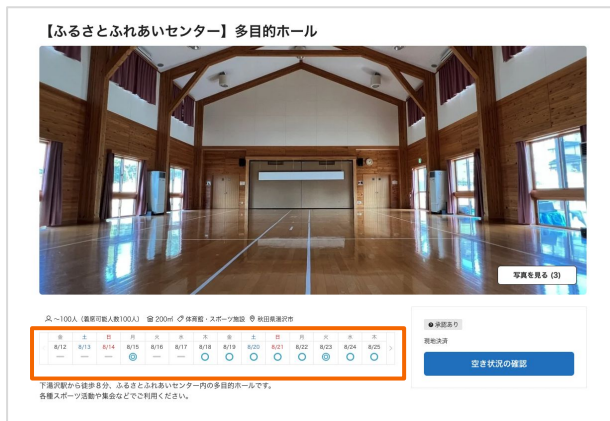 【ふるさとふれあいセンター】多目的ホール
写真を見る (3)
~100人（着席可能人数100人） 200㎡ 体育館・スポーツ施設 秋田県湯沢市
金 土 日 月 火 水 木 金 土 日 月 火 水 木
8/12 8/13 8/14 8/15 8/16 8/17 8/18 8/19 8/20 8/21 8/22 8/23 8/24 8/25
— — — ◎ — — ○ ○ ○ ○ ○ ◎ ○ ○
承認あり
現地決済
空き状況の確認
下湯沢駅から徒歩８分、ふるさとふれあいセンター内の多目的ホールです。
各種スポーツ活動や集会などでご利用ください。